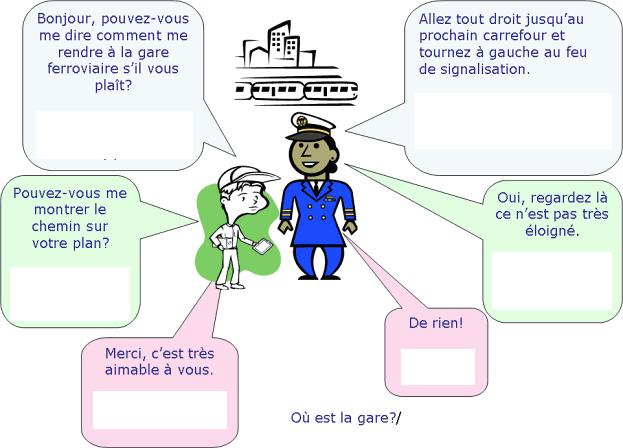 Bonjour, pouvez-vous
me dire comment me
rendre à la gare
ferroviaire s'il vous
plaît?
Allez tout droit jusqu'au
prochain carrefour et
tournez à gauche au feu
de signalisation.
Pouvez-vous me
montrer le
chemin sur
votre plan?
Oui, regardez là
ce n'est pas très
éloigné.
Merci, c'est très
aimable à vous.
De rien!
Où est la gare?/